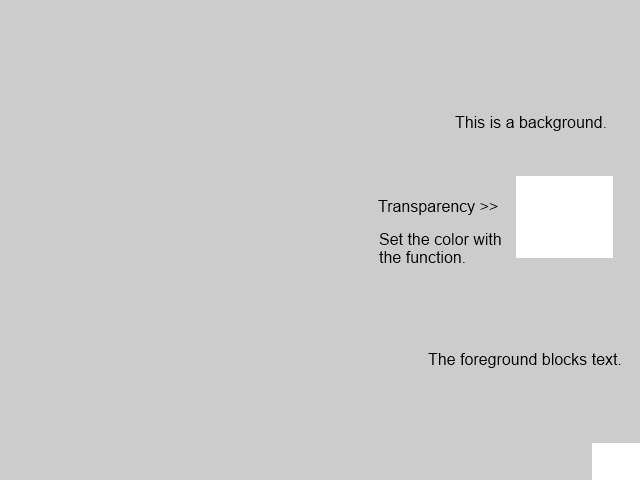 This is a background.
Transparency >>
Set the color with
the function.
The foreground blocks text.